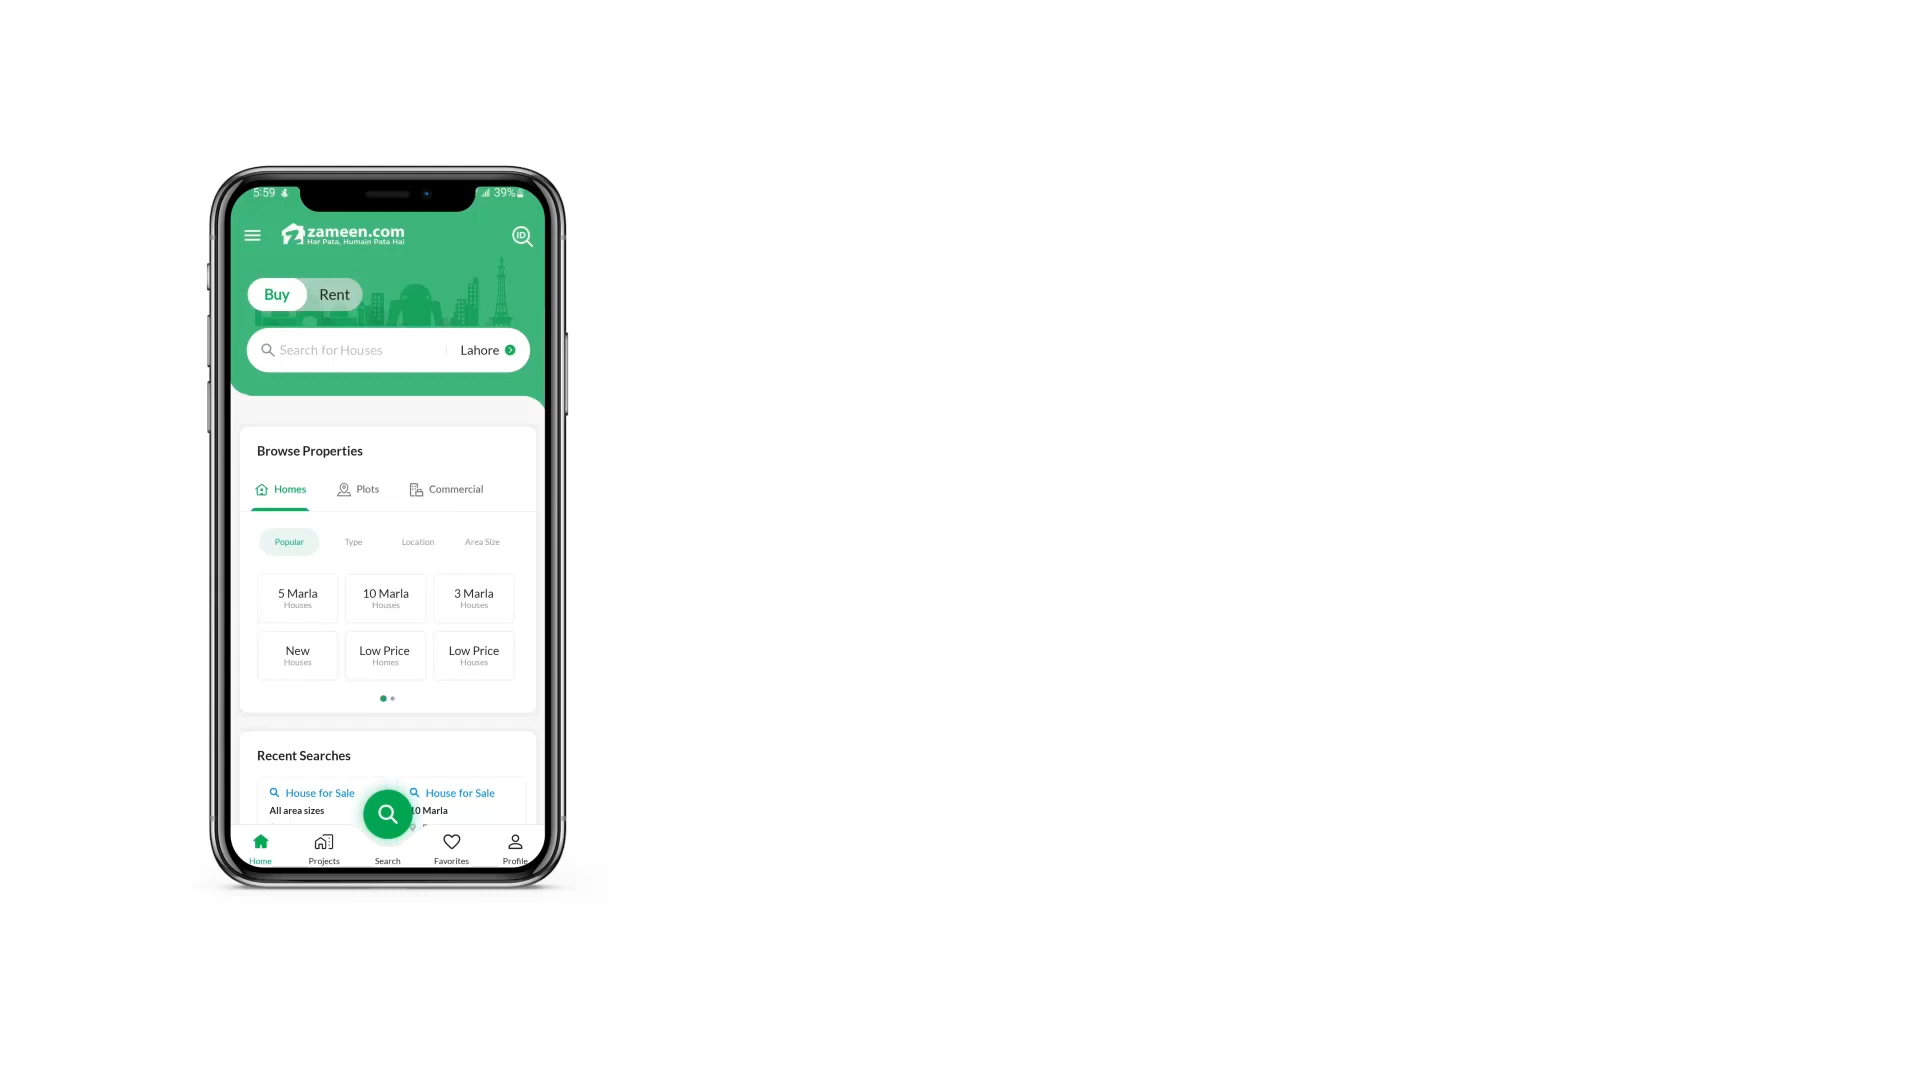 5:59
39%
zameen.com
Har Pata, Humain Pata Hai
ID
Buy Rent
Search for Houses Lahore
Browse Properties
Homes Plots Commercial
Popular Type Location Area Size
5 Marla 10 Marla 3 Marla
Houses Houses Houses
New Low Price Low Price
Houses Homes Houses
Recent Searches
House for Sale House for Sale
All area sizes 10 Marla
Home Projects Search Favorites Profile